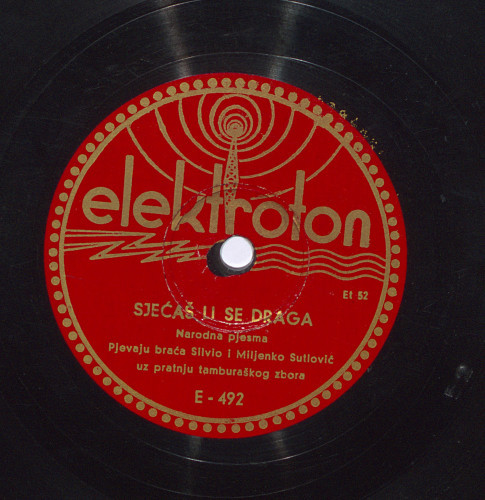 elektroton
Et 52
SJEĆAŠ LI SE DRAGA
Narodna pjesma
Pjevaju braća Silvio i Miljenko Sutlović
uz pratnju tamburaškog zbora
E - 492